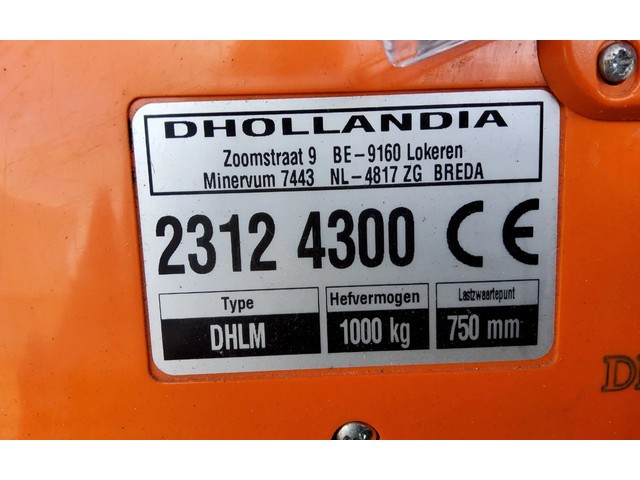 DHOLLANDIA
Zoomstraat 9 BE-9160 Lokeren
Minervum 7443 NL-4817 ZG BREDA
2312 4300 CE
Type Hefvermogen Lastzwaartepunt
DHLM 1000 kg 750 mm